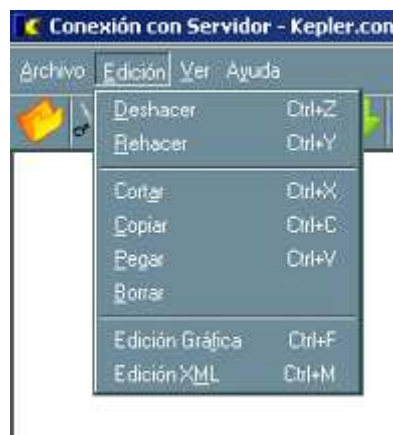 Conexión con Servidor - Kepler.con
Archivo Edición Ver Ayuda
Deshacer Ctrl+Z
Rehacer Ctrl+Y
Cortar Ctrl+X
Copiar Ctrl+C
Pegar Ctrl+V
Borrar
Edición Gráfica Ctrl+F
Edición XML Ctrl+M